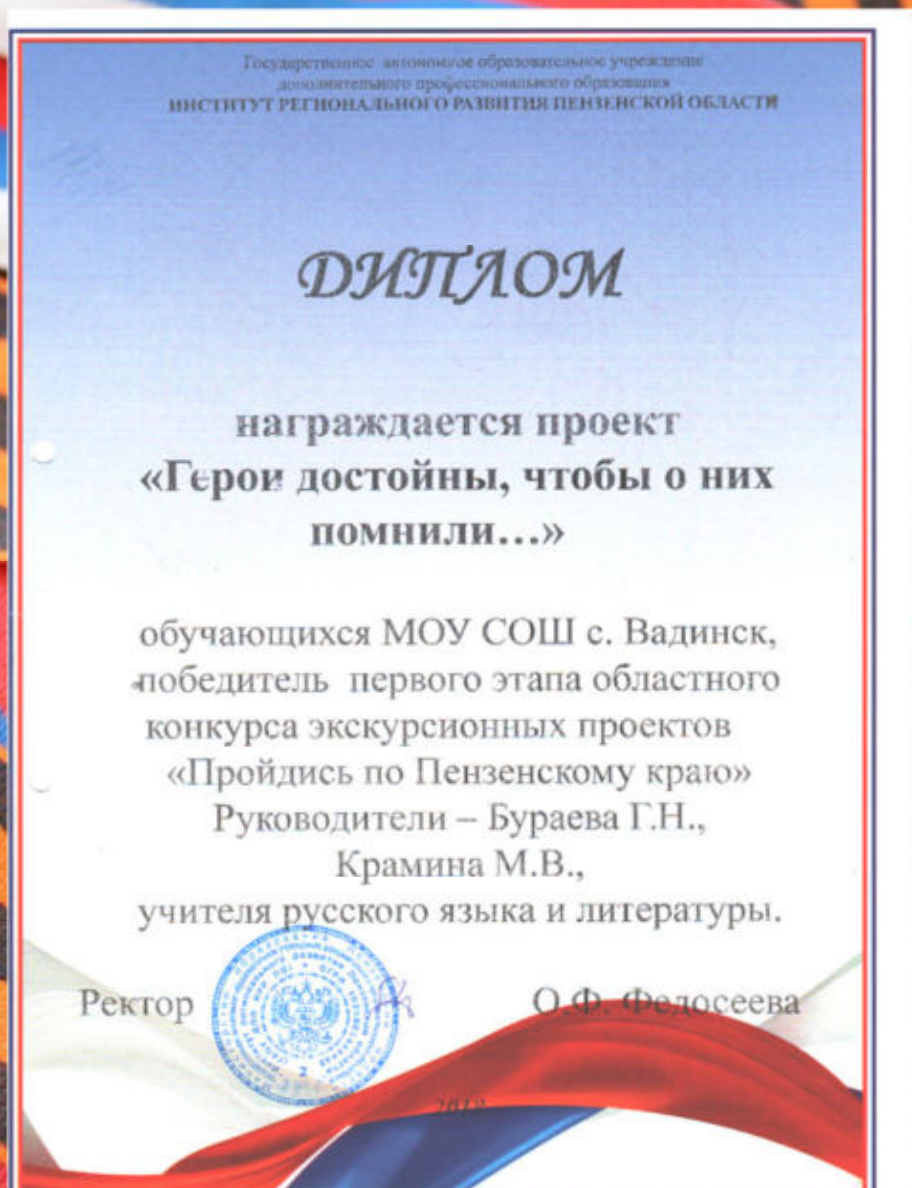 Государственное автономное образовательное учреждение
дополнительного профессионального образования
ИНСТИТУТ РЕГИОНАЛЬНОГО РАЗВИТИЯ ПЕНЗЕНСКОЙ ОБЛАСТИ
ДИПЛОМ
награждается проект
«Герои достойны, чтобы о них
помнили...»
обучающихся МОУ СОШ с. Вадинск,
победитель первого этапа областного
конкурса экскурсионных проектов
«Пройдись по Пензенскому краю»
Руководители – Бураева Г.Н.,
Крамина М.В.,
учителя русского языка и литературы.
Ректор О.Ф. Федосеева